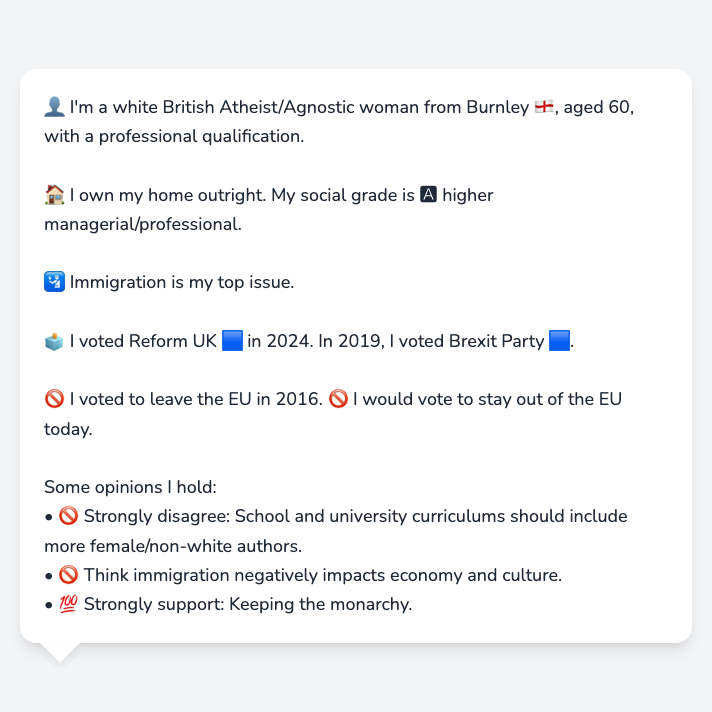 👤 I'm a white British Atheist/Agnostic woman from Burnley 🏴󠁧󠁢󠁥󠁮󠁧󠁿, aged 60,
with a professional qualification.
🏠 I own my home outright. My social grade is 🅰 higher
managerial/professional.
🛂 Immigration is my top issue.
🗳️ I voted Reform UK 🟦 in 2024. In 2019, I voted Brexit Party 🟦.
🚫 I voted to leave the EU in 2016. 🚫 I would vote to stay out of the EU
today.
Some opinions I hold:
• 🚫 Strongly disagree: School and university curriculums should include
more female/non-white authors.
• 🚫 Think immigration negatively impacts economy and culture.
• 💯 Strongly support: Keeping the monarchy.